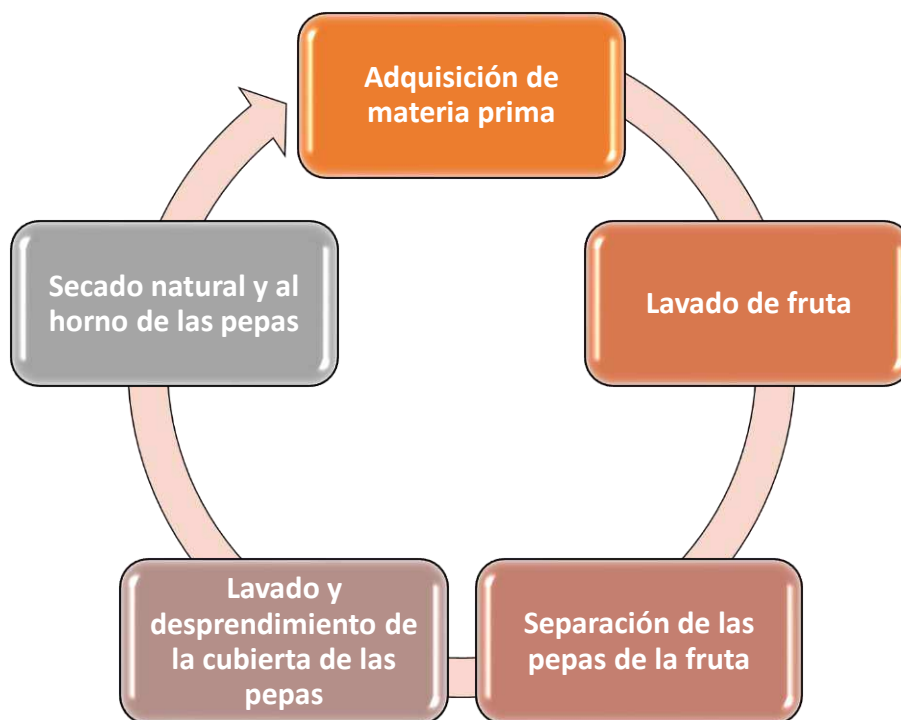 Adquisición de
materia prima
Lavado de fruta
Separación de las
pepas de la fruta
Lavado y
desprendimiento de
la cubierta de las
pepas
Secado natural y al
horno de las pepas